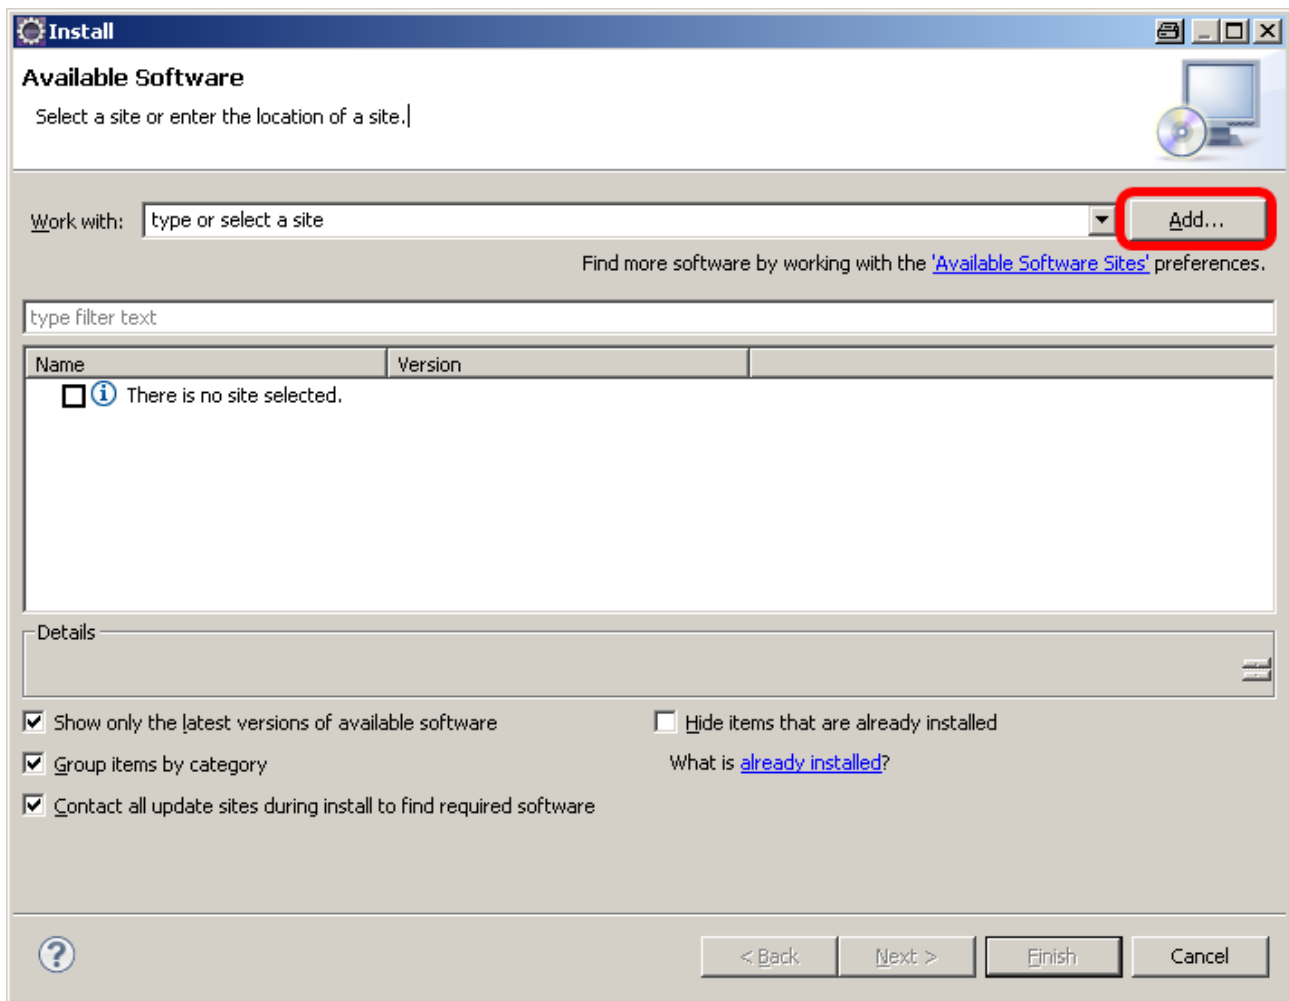 Install
Available Software
Select a site or enter the location of a site.
Work with: type or select a site Add...
Find more software by working with the 'Available Software Sites' preferences.
type filter text
Name Version
There is no site selected.
Details
Show only the latest versions of available software Hide items that are already installed
Group items by category What is already installed?
Contact all update sites during install to find required software
? < Back Next > Finish Cancel